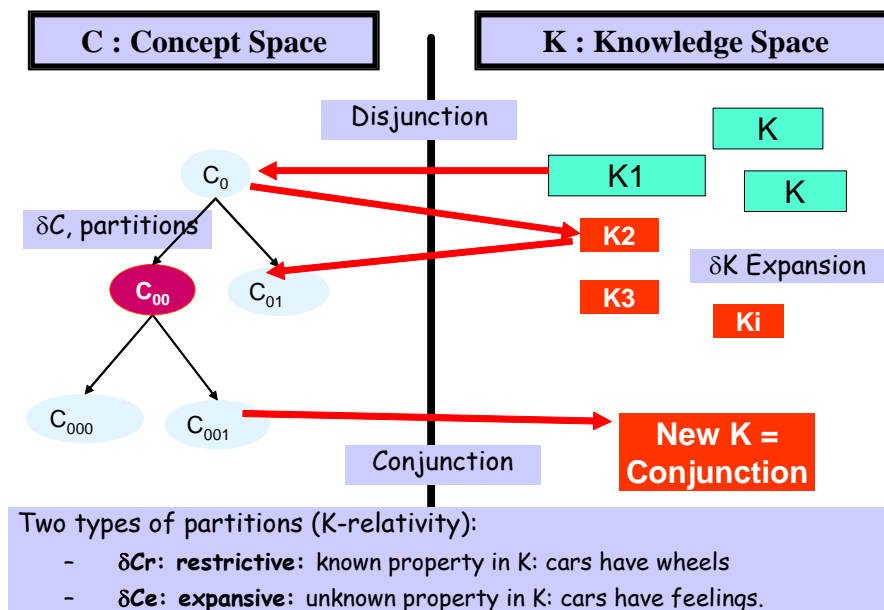 C : Concept Space
K : Knowledge Space
Disjunction
K
K1
K
C₀
δC, partitions
K2
δK Expansion
C₀₀
C₀₁
K3
Ki
C₀₀₀
C₀₀₁
New K =
Conjunction
Conjunction
Two types of partitions (K-relativity):
- δCr: restrictive: known property in K: cars have wheels
- δCe: expansive: unknown property in K: cars have feelings.